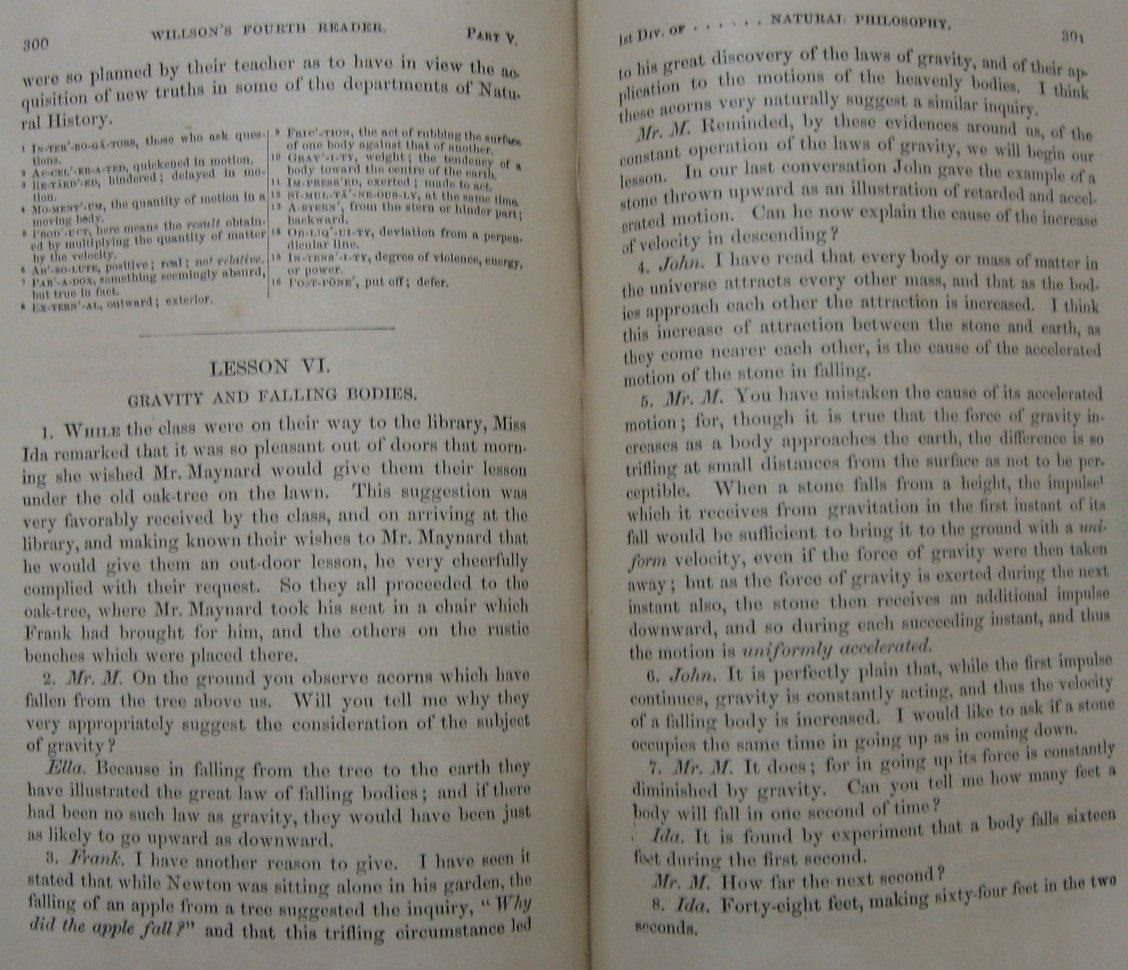 300 WILLSON'S FOURTH READER. PART V.
were so planned by their teacher as to have in view the ac-
quisition of new truths in some of the departments of Natu-
ral History.
1 IN-TER'-RO-GĀ-TORS, those who ask ques-
tions.
2 AC-CEL'-ER-A-TED, quickened in motion.
3 RE-TARD'-ED, hindered; delayed in mo-
tion.
4 MO-MENT'-UM, the quantity of motion in a
moving body.
5 PROD'-UCT, here means the result obtain-
ed by multiplying the quantity of matter
by the velocity.
6 AB'-SO-LUTE, positive; real; not relative.
7 PAR'-A-DOX, something seemingly absurd,
but true in fact.
8 EX-TERN'-AL, outward; exterior.
9 FRIC'-TION, the act of rubbing the surface
of one body against that of another.
10 GRAV'-I-TY, weight; the tendency of a
body toward the centre of the earth.
11 IM-PRESS'ED, exerted; made to act.
12 SĪ-MUL-TĀ'-NE-OUS-LY, at the same time
13 A-STERN', from the stern or hinder part;
backward.
14 OB-LIQ'-UI-TY, deviation from a perpen-
dicular line.
15 IN-TENS'-I-TY, degree of violence, energy,
or power.
16 POST-PŌNE', put off; defer.
LESSON VI.
GRAVITY AND FALLING BODIES.
1. WHILE the class were on their way to the library, Miss
Ida remarked that it was so pleasant out of doors that morn-
ing she wished Mr. Maynard would give them their lesson
under the old oak-tree on the lawn. This suggestion was
very favorably received by the class, and on arriving at the
library, and making known their wishes to Mr. Maynard that
he would give them an out-door lesson, he very cheerfully
complied with their request. So they all proceeded to the
oak-tree, where Mr. Maynard took his seat in a chair which
Frank had brought for him, and the others on the rustic
benches which were placed there.
2. Mr. M. On the ground you observe acorns which have
fallen from the tree above us. Will you tell me why they
very appropriately suggest the consideration of the subject
of gravity?
Ella. Because in falling from the tree to the earth they
have illustrated the great law of falling bodies; and if there
had been no such law as gravity, they would have been just
as likely to go upward as downward.
3. Frank. I have another reason to give. I have seen it
stated that while Newton was sitting alone in his garden, the
falling of an apple from a tree suggested the inquiry, "Why
did the apple fall?" and that this trifling circumstance led
1st DIV. OF . . . . . . NATURAL PHILOSOPHY. 301
to his great discovery of the laws of gravity, and of their ap-
plication to the motions of the heavenly bodies. I think
these acorns very naturally suggest a similar inquiry.
Mr. M. Reminded, by these evidences around us, of the
constant operation of the laws of gravity, we will begin our
lesson. In our last conversation John gave the example of a
stone thrown upward as an illustration of retarded and accel-
erated motion. Can he now explain the cause of the increase
of velocity in descending?
4. John. I have read that every body or mass of matter in
the universe attracts every other mass, and that as the bod-
ies approach each other the attraction is increased. I think
this increase of attraction between the stone and earth, as
they come nearer each other, is the cause of the accelerated
motion of the stone in falling.
5. Mr. M. You have mistaken the cause of its accelerated
motion; for, though it is true that the force of gravity in-
creases as a body approaches the earth, the difference is so
trifling at small distances from the surface as not to be per-
ceptible. When a stone falls from a height, the impulse¹
which it receives from gravitation in the first instant of its
fall would be sufficient to bring it to the ground with a uni-
form velocity, even if the force of gravity were then taken
away; but as the force of gravity is exerted during the next
instant also, the stone then receives an additional impulse
downward, and so during each succeeding instant, and thus
the motion is uniformly accelerated.
6. John. It is perfectly plain that, while the first impulse
continues, gravity is constantly acting, and thus the velocity
of a falling body is increased. I would like to ask if a stone
occupies the same time in going up as in coming down.
7. Mr. M. It does; for in going up its force is constantly
diminished by gravity. Can you tell me how many feet a
body will fall in one second of time?
Ida. It is found by experiment that a body falls sixteen
feet during the first second.
Mr. M. How far the next second?
8. Ida. Forty-eight feet, making sixty-four feet in the two
seconds.